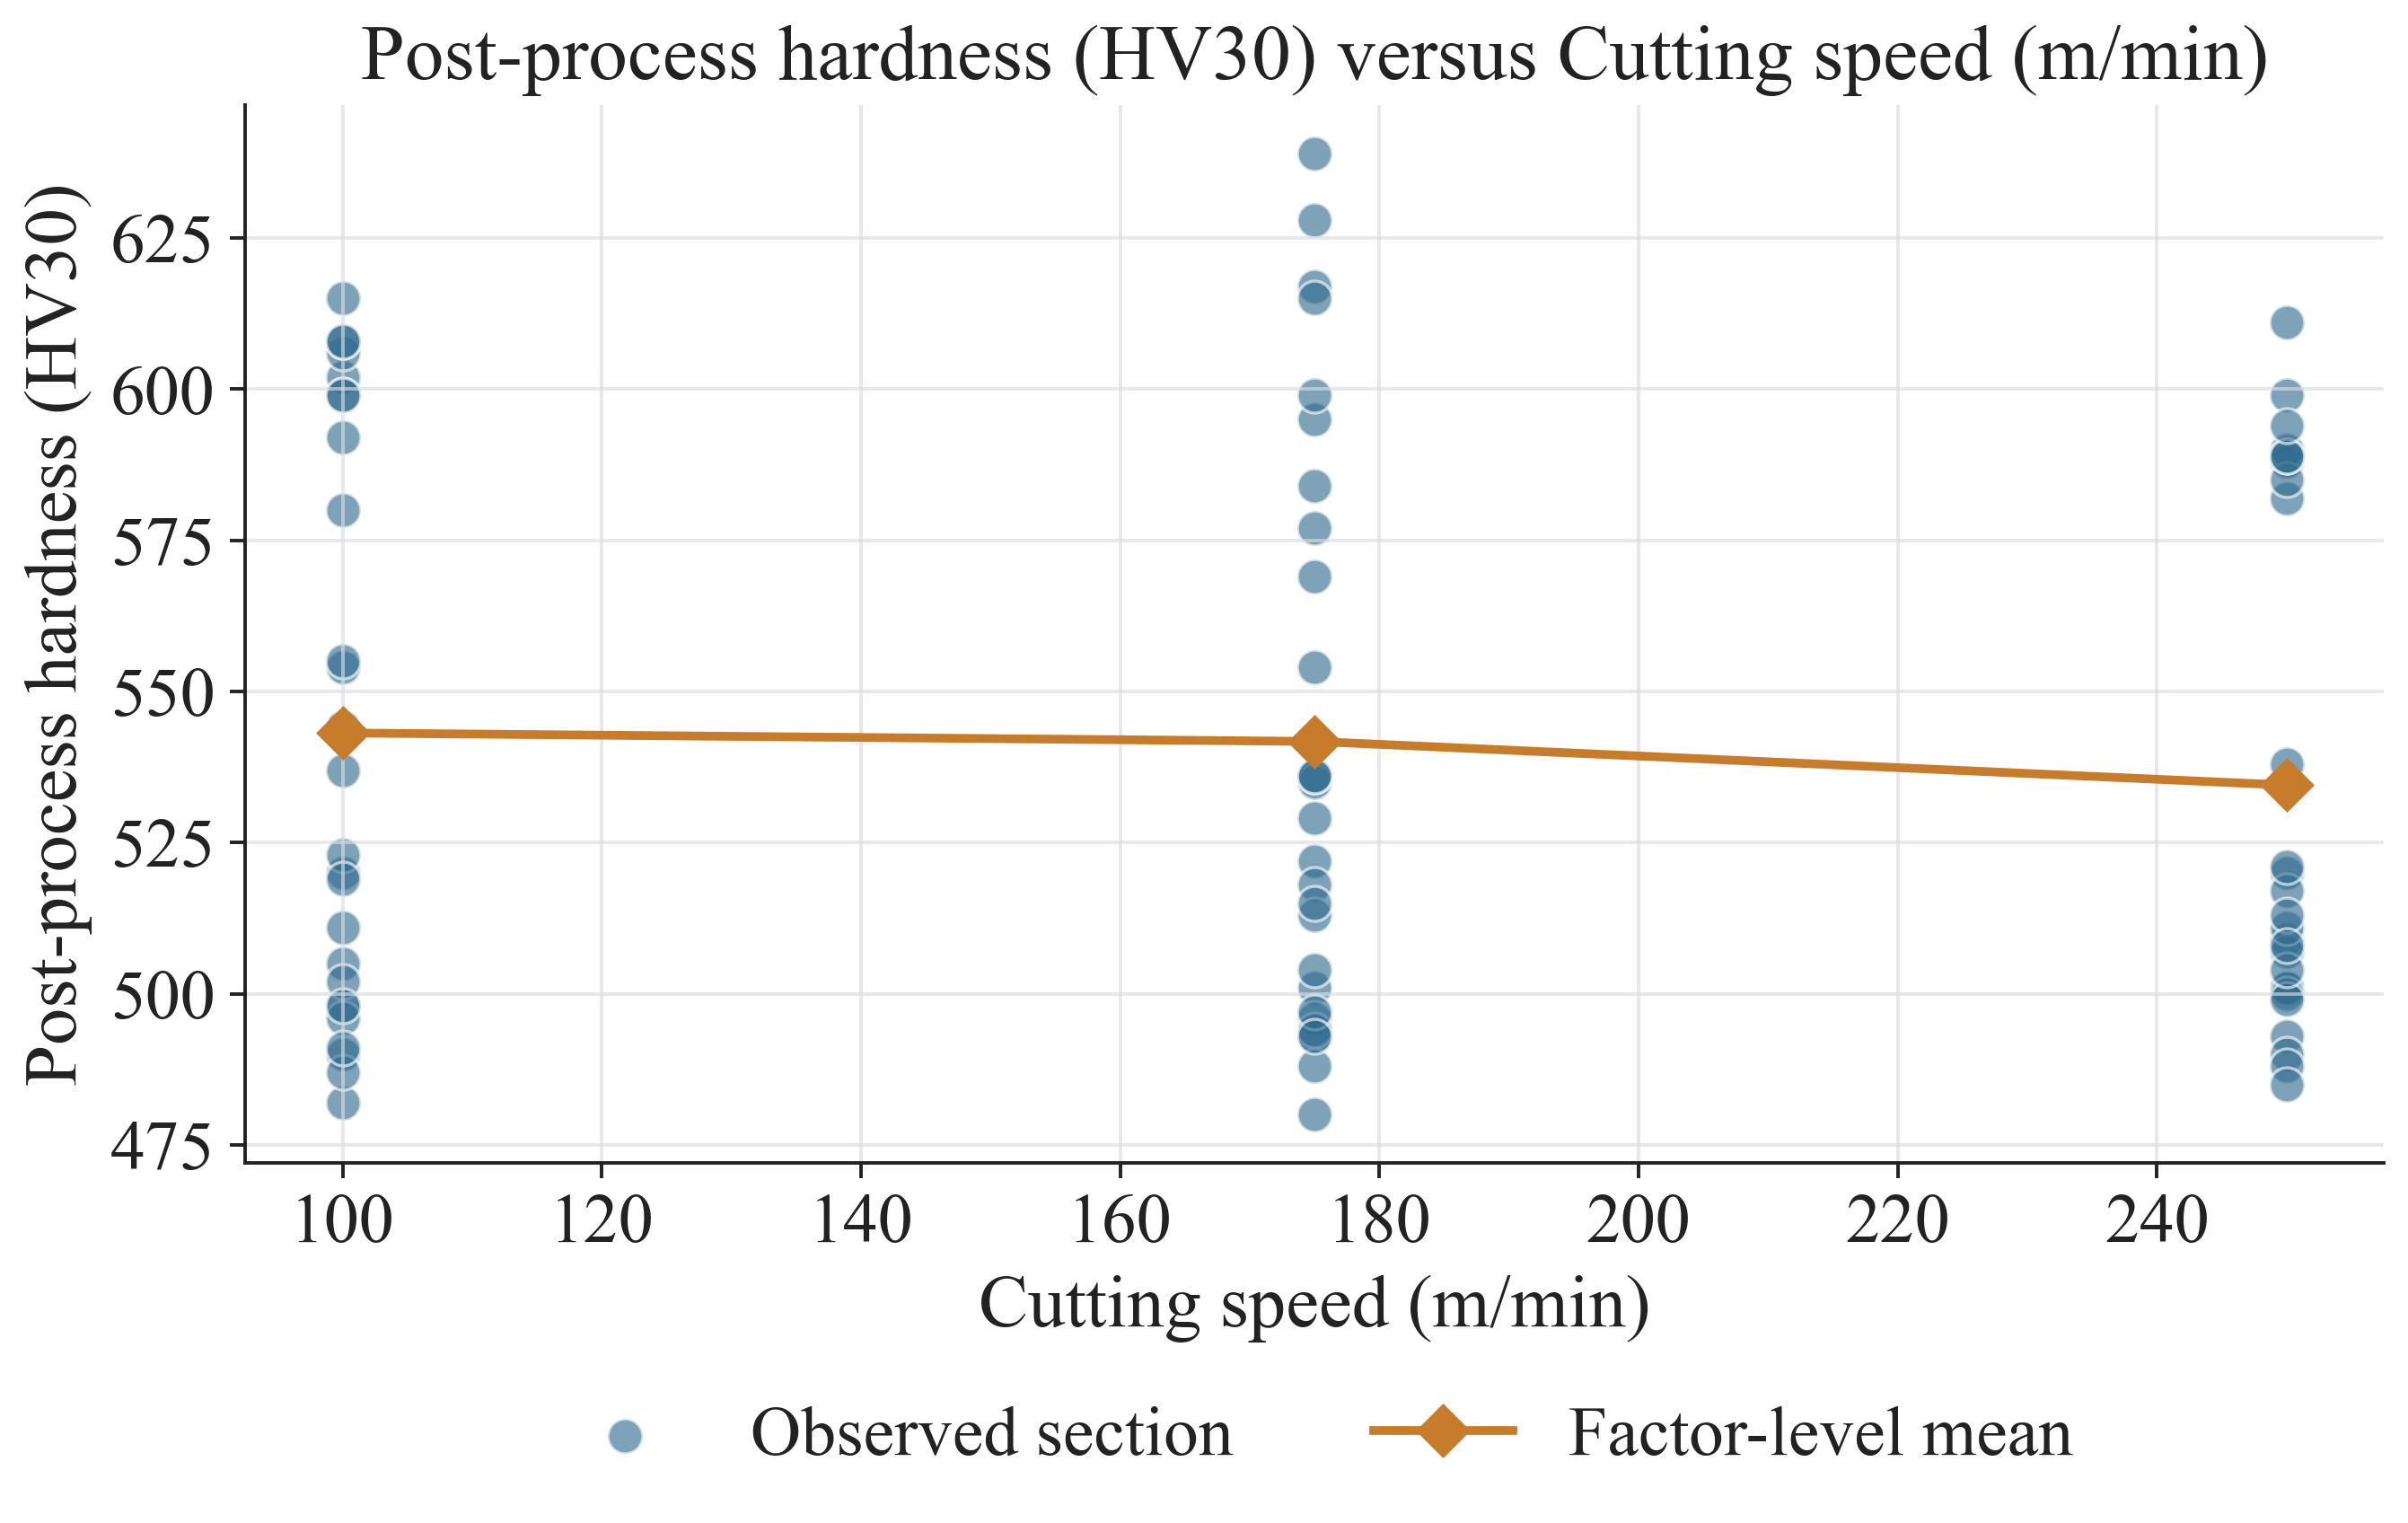 Post-process hardness (HV30) versus Cutting speed (m/min)
Post-process hardness (HV30)
625
600
575
550
525
500
475
100 120 140 160 180 200 220 240
Cutting speed (m/min)
Observed section Factor-level mean